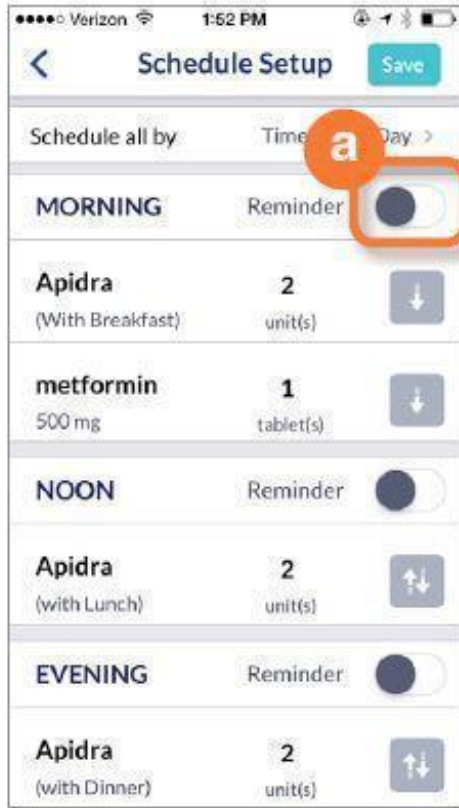 Verizon 1:52 PM
Schedule Setup Save
Schedule all by Time Day
a
MORNING Reminder
Apidra 2
(With Breakfast) unit(s)
metformin 1
500 mg tablet(s)
NOON Reminder
Apidra 2
(with Lunch) unit(s)
EVENING Reminder
Apidra 2
(with Dinner) unit(s)